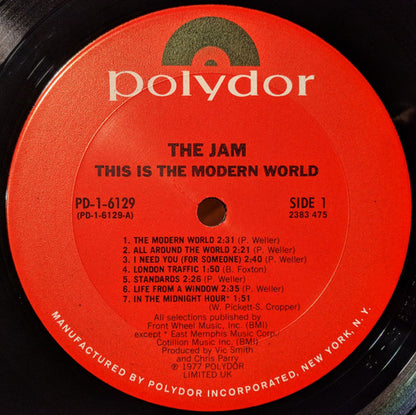 polydor
THE JAM
THIS IS THE MODERN WORLD
PD-1-6129 SIDE 1
(PD-1-6129-A) 2383 475
1. THE MODERN WORLD 2:31 (P. Weller)
2. ALL AROUND THE WORLD 2:21 (P. Weller)
3. I NEED YOU (FOR SOMEONE) 2:40 (P. Weller)
4. LONDON TRAFFIC 1:50 (B. Foxton)
5. STANDARDS 2:26 (P. Weller)
6. LIFE FROM A WINDOW 2:35 (P. Weller)
7. IN THE MIDNIGHT HOUR* 1:51
(W. Pickett-S. Cropper)
All selections published by
Front Wheel Music, Inc. (BMI)
except * East Memphis Music Corp./
Cotillion Music Inc. (BMI)
Produced by Vic Smith
and Chris Parry
℗ 1977 POLYDOR
LIMITED UK
MANUFACTURED BY POLYDOR INCORPORATED, NEW YORK, N.Y.